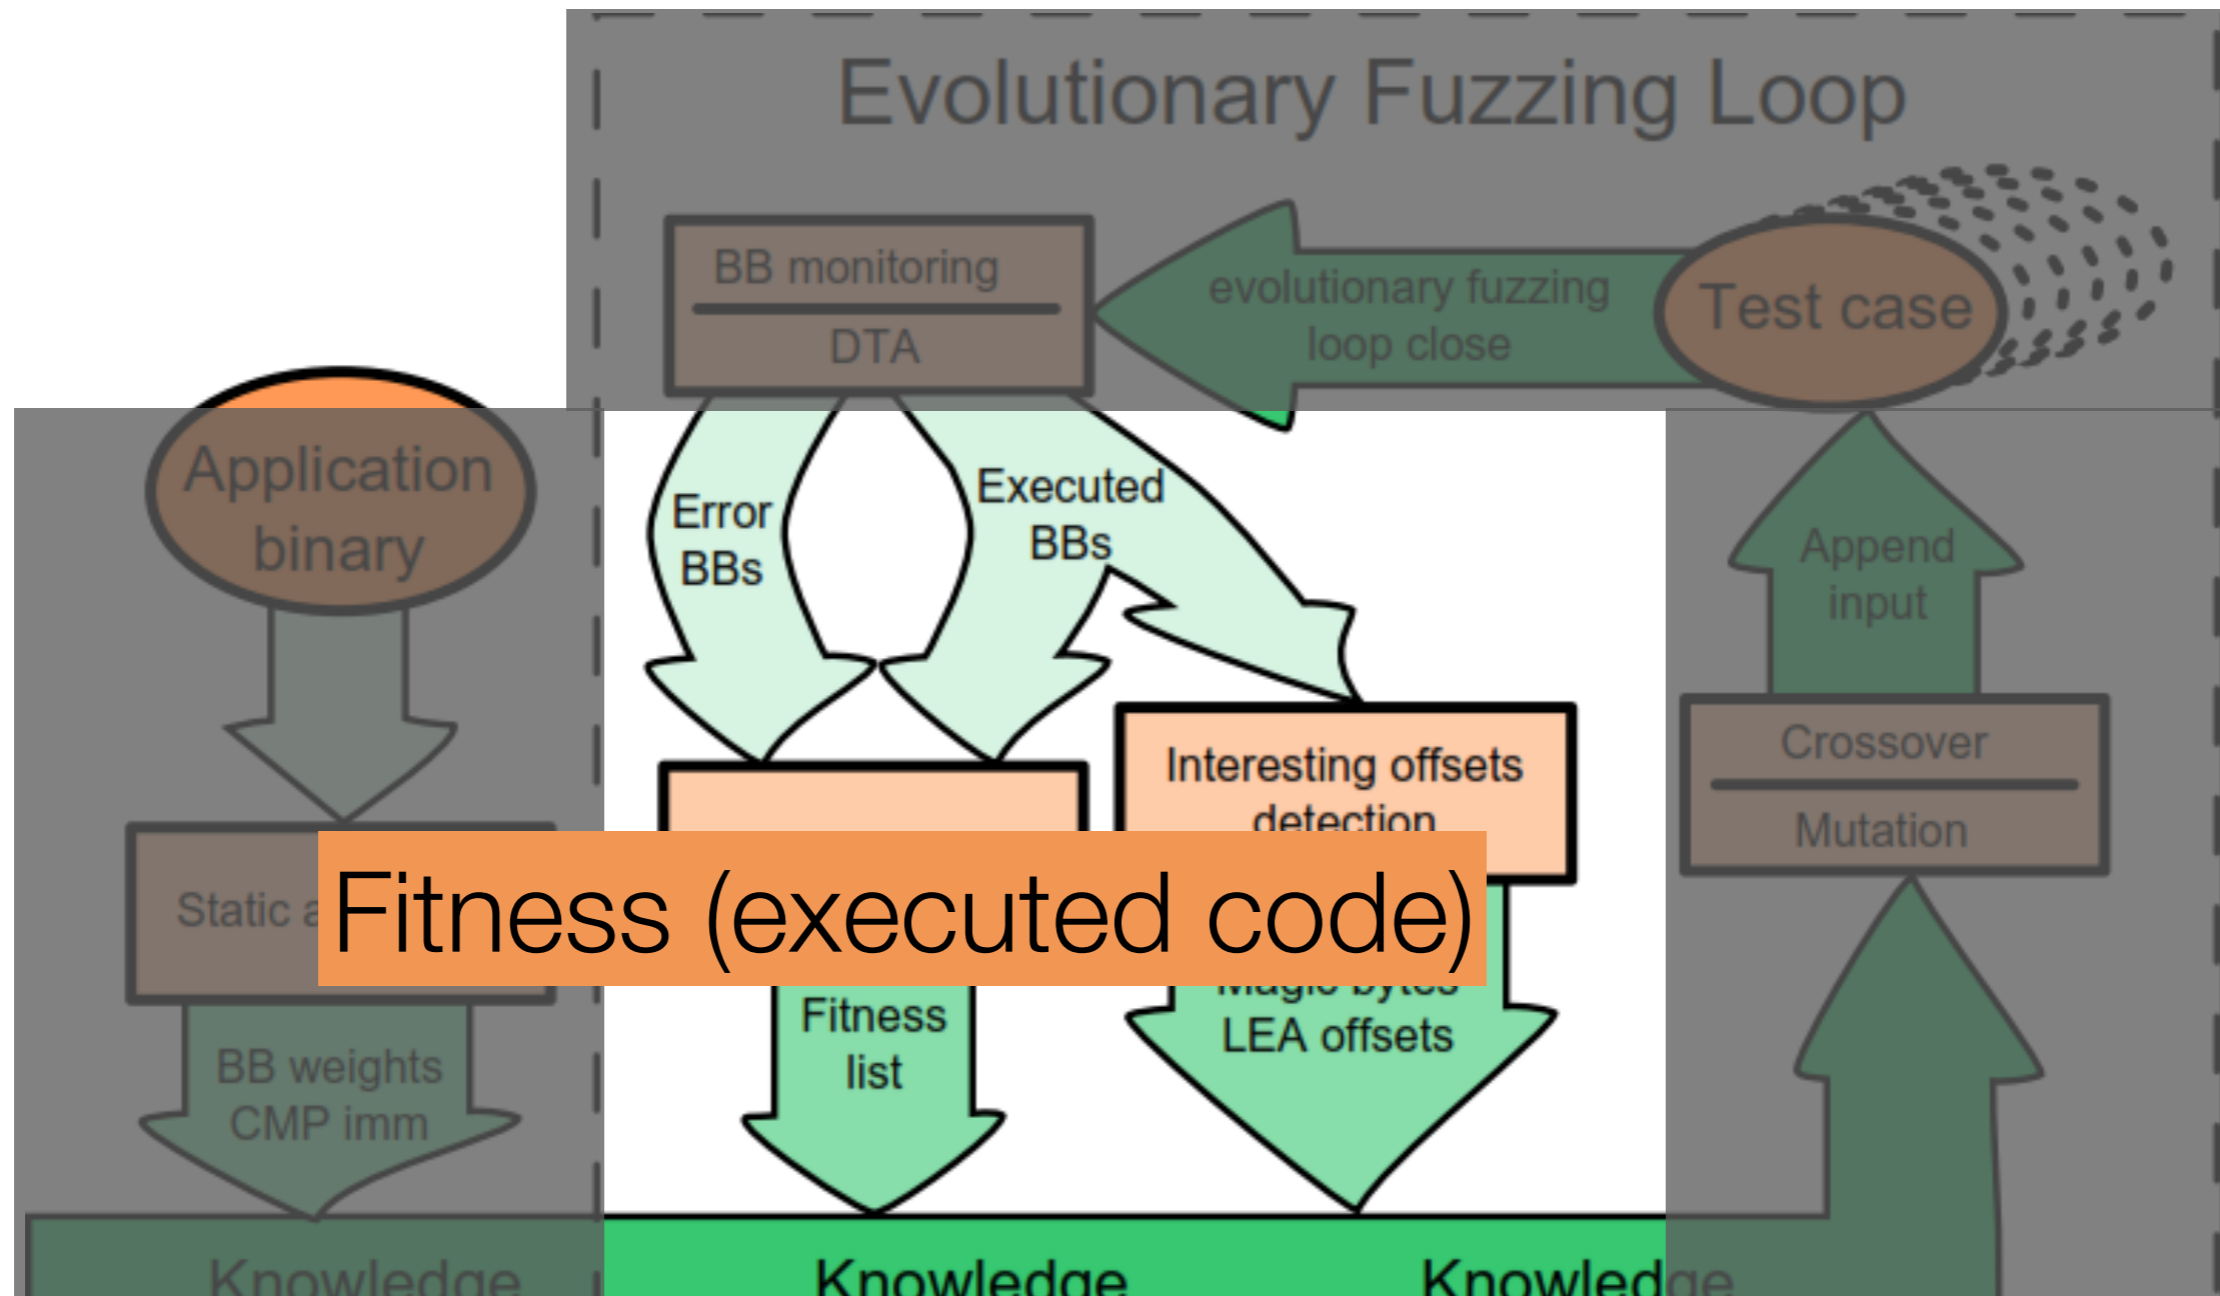 Evolutionary Fuzzing Loop
BB monitoring
DTA
evolutionary fuzzing
loop close
Test case
Application
binary
Error
BBs
Executed
BBs
Append
input
Interesting offsets
detection
Crossover
Mutation
Static a
Fitness (executed code)
Magic bytes
LEA offsets
Fitness
list
BB weights
CMP imm
Knowledge
Knowledge
Knowledge